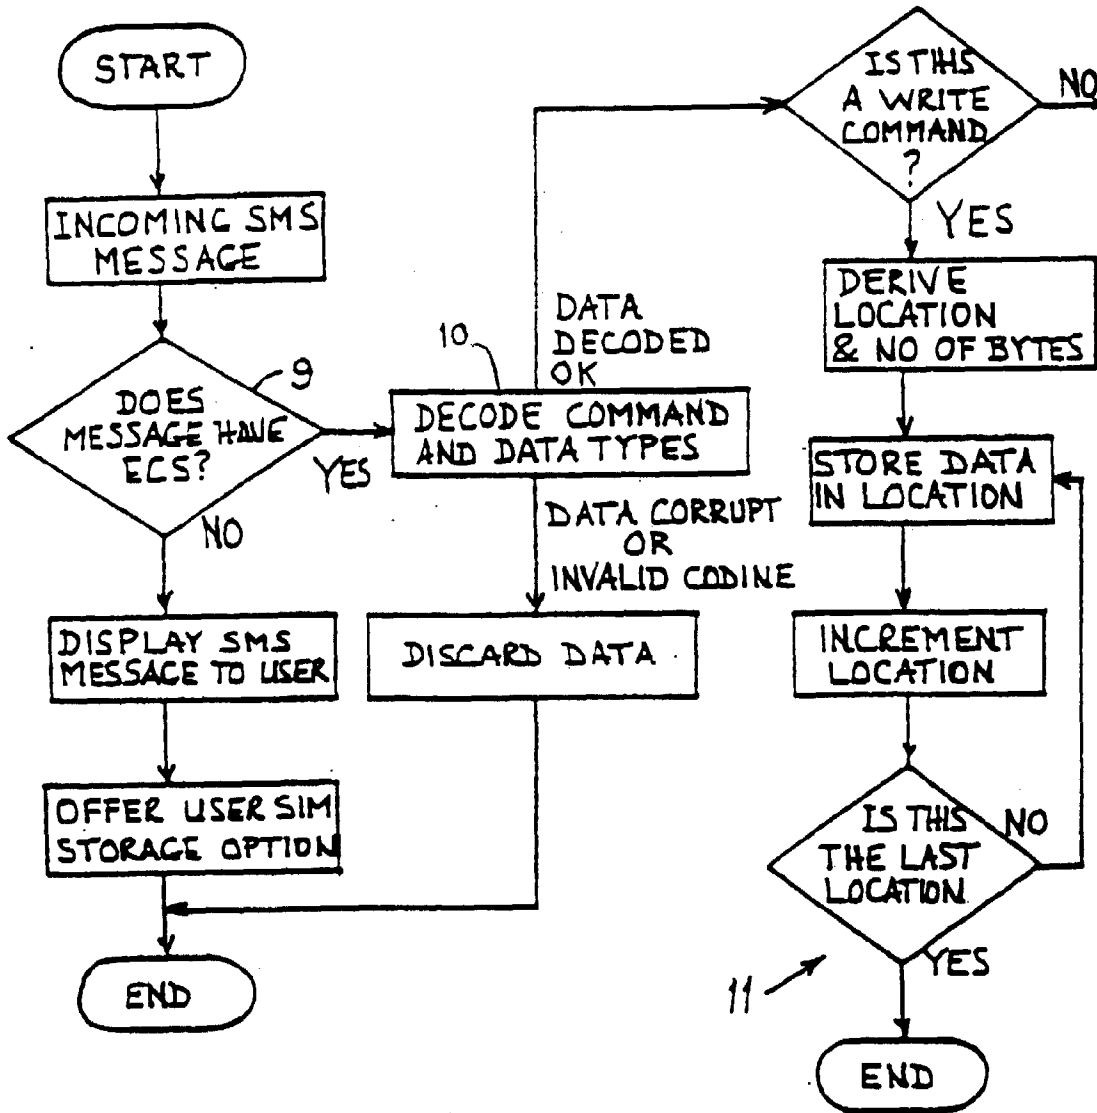 START
INCOMING SMS
MESSAGE
9
DOES
MESSAGE HAVE
ECS?
YES
NO
DISPLAY SMS
MESSAGE TO USER
OFFER USER SIM
STORAGE OPTION
END
10
DECODE COMMAND
AND DATA TYPES
DATA
DECODED
OK
DATA CORRUPT
OR
INVALID CODINE
DISCARD DATA
IS THIS
A WRITE
COMMAND
?
NO
YES
DERIVE
LOCATION
& NO OF BYTES
STORE DATA
IN LOCATION
INCREMENT
LOCATION
IS THIS
THE LAST
LOCATION
NO
YES
11
END